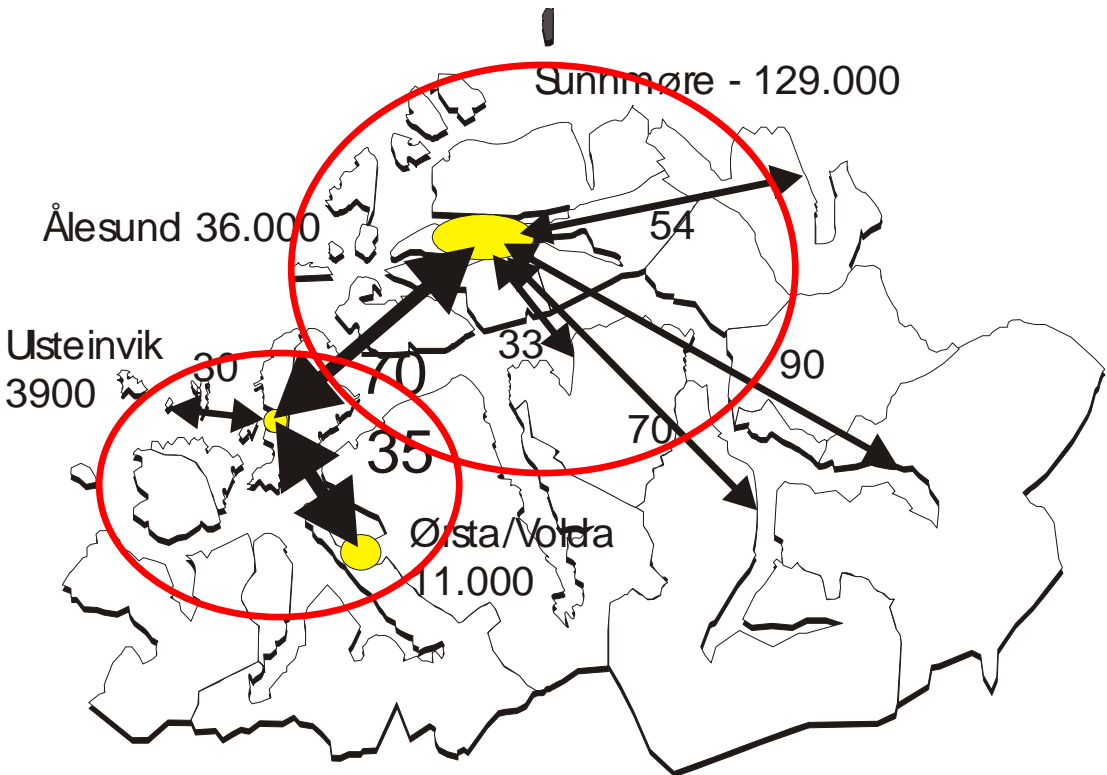 Sunnmøre - 129.000
Ålesund 36.000
54
Ulsteinvik
3900
30
70
33
90
35
70
Ørsta/Volda
11.000